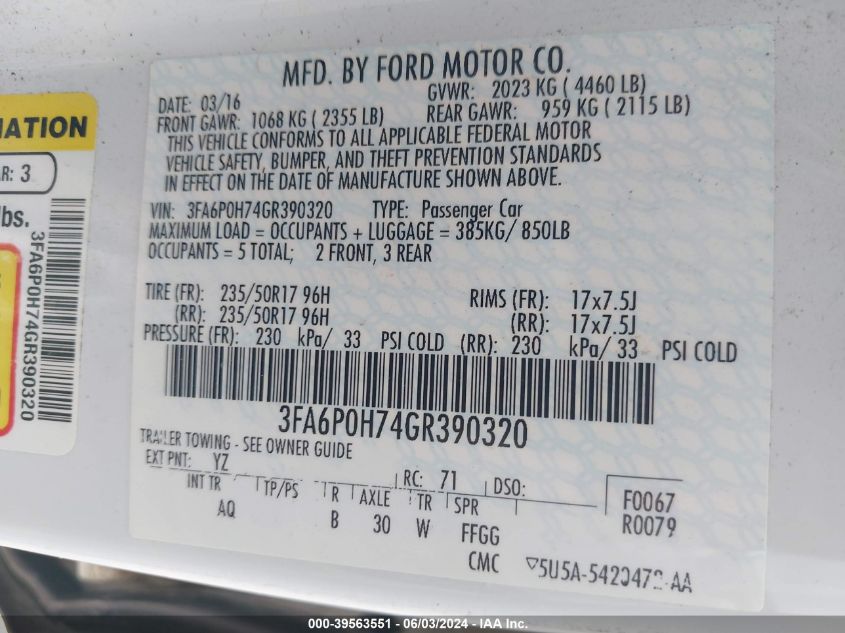 MFD. BY FORD MOTOR CO.
DATE: 03/16 GVWR: 2023 KG ( 4460 LB)
FRONT GAWR: 1068 KG ( 2355 LB) REAR GAWR: 959 KG ( 2115 LB)
THIS VEHICLE CONFORMS TO ALL APPLICABLE FEDERAL MOTOR
VEHICLE SAFETY, BUMPER, AND THEFT PREVENTION STANDARDS
IN EFFECT ON THE DATE OF MANUFACTURE SHOWN ABOVE.
VIN: 3FA6P0H74GR390320 TYPE: Passenger Car
MAXIMUM LOAD = OCCUPANTS + LUGGAGE = 385KG/ 850LB
OCCUPANTS = 5 TOTAL; 2 FRONT, 3 REAR
TIRE (FR): 235/50R17 96H RIMS (FR): 17x7.5J
(RR): 235/50R17 96H (RR): 17x7.5J
PRESSURE (FR): 230 kPa/ 33 PSI COLD (RR): 230 kPa/ 33 PSI COLD
3FA6P0H74GR390320
TRAILER TOWING - SEE OWNER GUIDE
EXT PNT: YZ RC: 71 DSO:
INT TR TP/PS R AXLE TR SPR F0067
AQ B 30 W FFGG R0079
CMC ▽5U5A-5420472-AA
R: 3
lbs.
3FA6P0H74GR390320
000-39563551 - 06/03/2024 - IAA Inc.